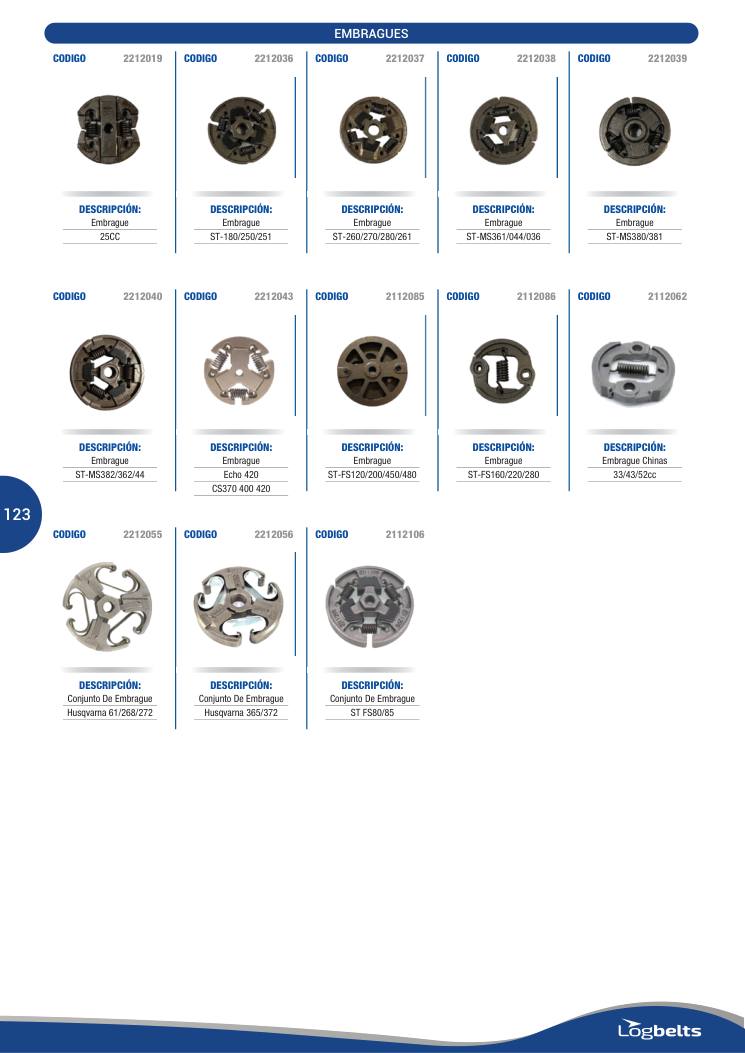 EMBRAGUES
CODIGO 2212019
DESCRIPCIÓN:
Embrague
25CC
CODIGO 2212036
DESCRIPCIÓN:
Embrague
ST-180/250/251
CODIGO 2212037
DESCRIPCIÓN:
Embrague
ST-260/270/280/261
CODIGO 2212038
DESCRIPCIÓN:
Embrague
ST-MS361/044/036
CODIGO 2212039
DESCRIPCIÓN:
Embrague
ST-MS380/381
CODIGO 2212040
DESCRIPCIÓN:
Embrague
ST-MS382/362/44
CODIGO 2212043
DESCRIPCIÓN:
Embrague
Echo 420
CS370 400 420
CODIGO 2112085
DESCRIPCIÓN:
Embrague
ST-FS120/200/450/480
CODIGO 2112086
DESCRIPCIÓN:
Embrague
ST-FS160/220/280
CODIGO 2112062
DESCRIPCIÓN:
Embrague Chinas
33/43/52cc
123
CODIGO 2212055
DESCRIPCIÓN:
Conjunto De Embrague
Husqvarna 61/268/272
CODIGO 2212056
DESCRIPCIÓN:
Conjunto De Embrague
Husqvarna 365/372
CODIGO 2112106
DESCRIPCIÓN:
Conjunto De Embrague
ST FS80/85
Logbelts